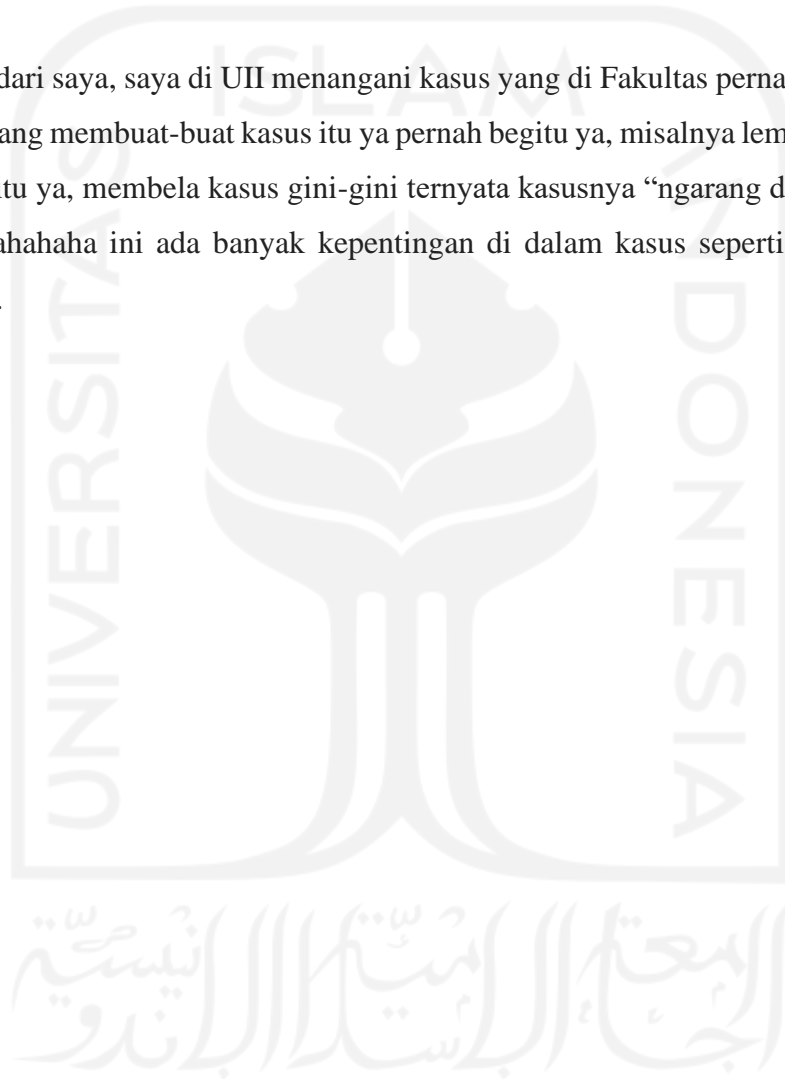 dari saya, saya di UII menangani kasus yang di Fakultas perna
ang membuat-buat kasus itu ya pernah begitu ya, misalnya lem
tu ya, membela kasus gini-gini ternyata kasusnya “ngarang d
ahahaha ini ada banyak kepentingan di dalam kasus seperti
.
ISLAM
UNIVERSITAS
INDONESIA